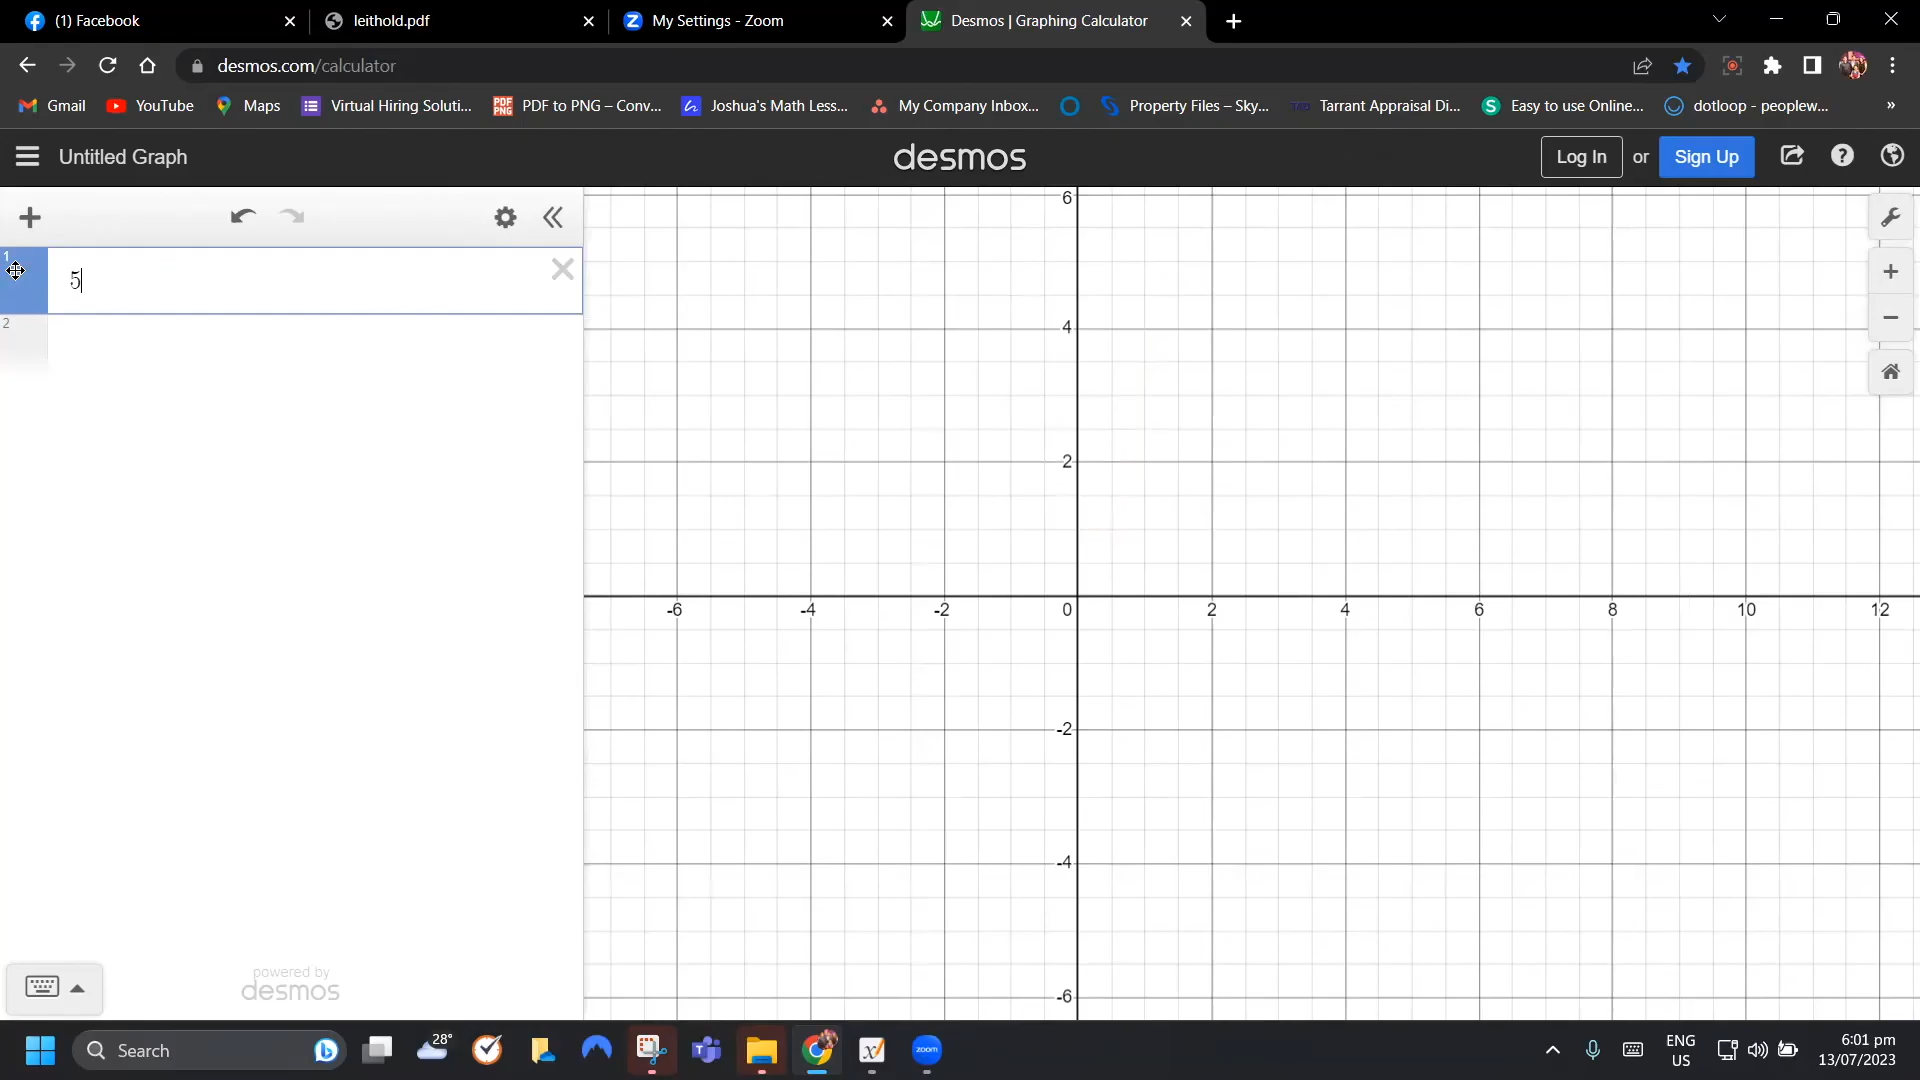 (1) Facebook
leithold.pdf
My Settings - Zoom
Desmos | Graphing Calculator
desmos.com/calculator
Gmail
YouTube
Maps
Virtual Hiring Soluti...
PDF to PNG – Conv...
Joshua's Math Less...
My Company Inbox...
Property Files – Sky...
Tarrant Appraisal Di...
Easy to use Online...
dotloop - peoplew...
»
Untitled Graph
desmos
Log In
or
Sign Up
1
5
2
6
4
2
-6
-4
-2
0
2
4
6
8
10
12
-2
-4
-6
powered by
desmos
Search
28°
zoom
ENG
US
6:01 pm
13/07/2023